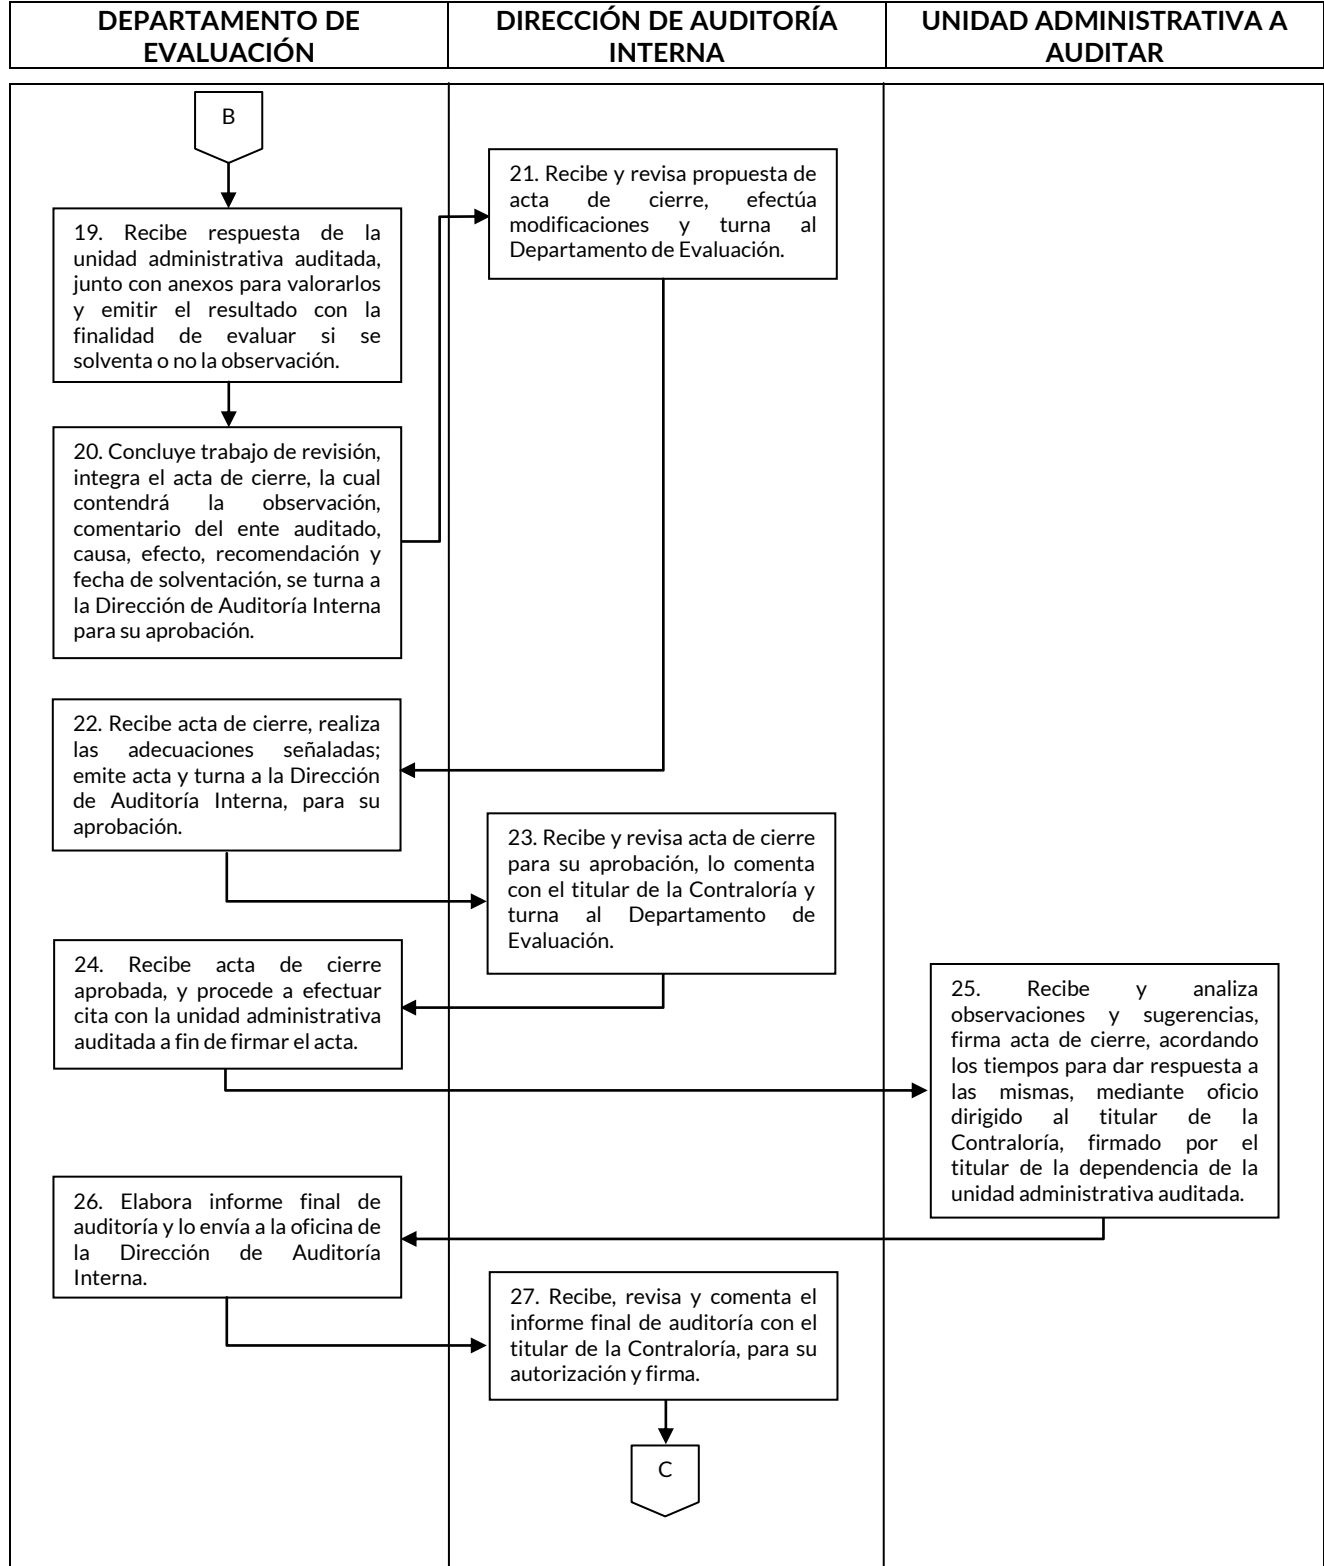 DEPARTAMENTO DE
EVALUACIÓN
DIRECCIÓN DE AUDITORÍA
INTERNA
UNIDAD ADMINISTRATIVA A
AUDITAR
B
19. Recibe respuesta de la
unidad administrativa auditada,
junto con anexos para valorarlos
y emitir el resultado con la
finalidad de evaluar si se
solventa o no la observación.
20. Concluye trabajo de revisión,
integra el acta de cierre, la cual
contendrá la observación,
comentario del ente auditado,
causa, efecto, recomendación y
fecha de solventación, se turna a
la Dirección de Auditoría Interna
para su aprobación.
21. Recibe y revisa propuesta de
acta de cierre, efectúa
modificaciones y turna al
Departamento de Evaluación.
22. Recibe acta de cierre, realiza
las adecuaciones señaladas;
emite acta y turna a la Dirección
de Auditoría Interna, para su
aprobación.
23. Recibe y revisa acta de cierre
para su aprobación, lo comenta
con el titular de la Contraloría y
turna al Departamento de
Evaluación.
24. Recibe acta de cierre
aprobada, y procede a efectuar
cita con la unidad administrativa
auditada a fin de firmar el acta.
25. Recibe y analiza
observaciones y sugerencias,
firma acta de cierre, acordando
los tiempos para dar respuesta a
las mismas, mediante oficio
dirigido al titular de la
Contraloría, firmado por el
titular de la dependencia de la
unidad administrativa auditada.
26. Elabora informe final de
auditoría y lo envía a la oficina de
la Dirección de Auditoría
Interna.
27. Recibe, revisa y comenta el
informe final de auditoría con el
titular de la Contraloría, para su
autorización y firma.
C